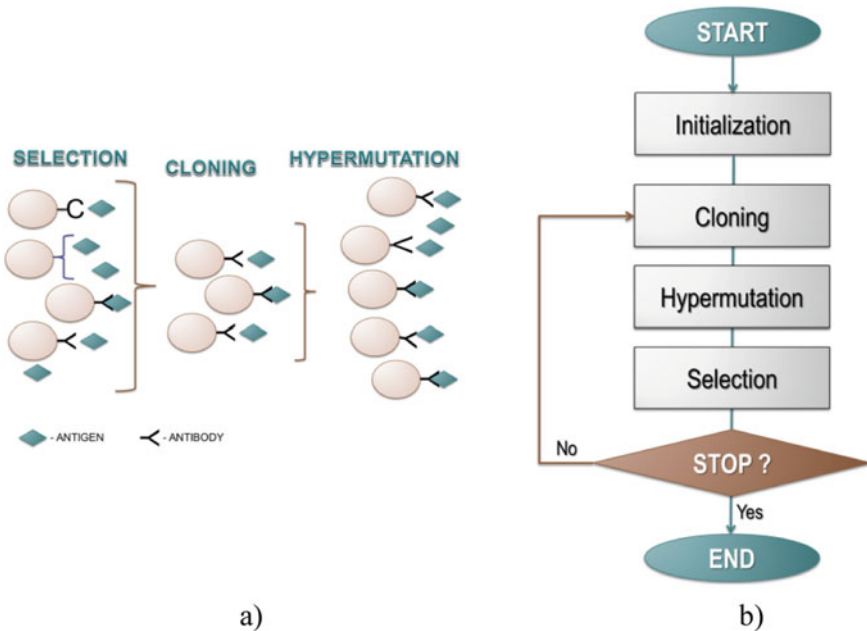 SELECTION
CLONING
HYPERMUTATION
C
- ANTIGEN
- ANTIBODY
a)
START
Initialization
Cloning
Hypermutation
Selection
STOP ?
No
Yes
END
b)